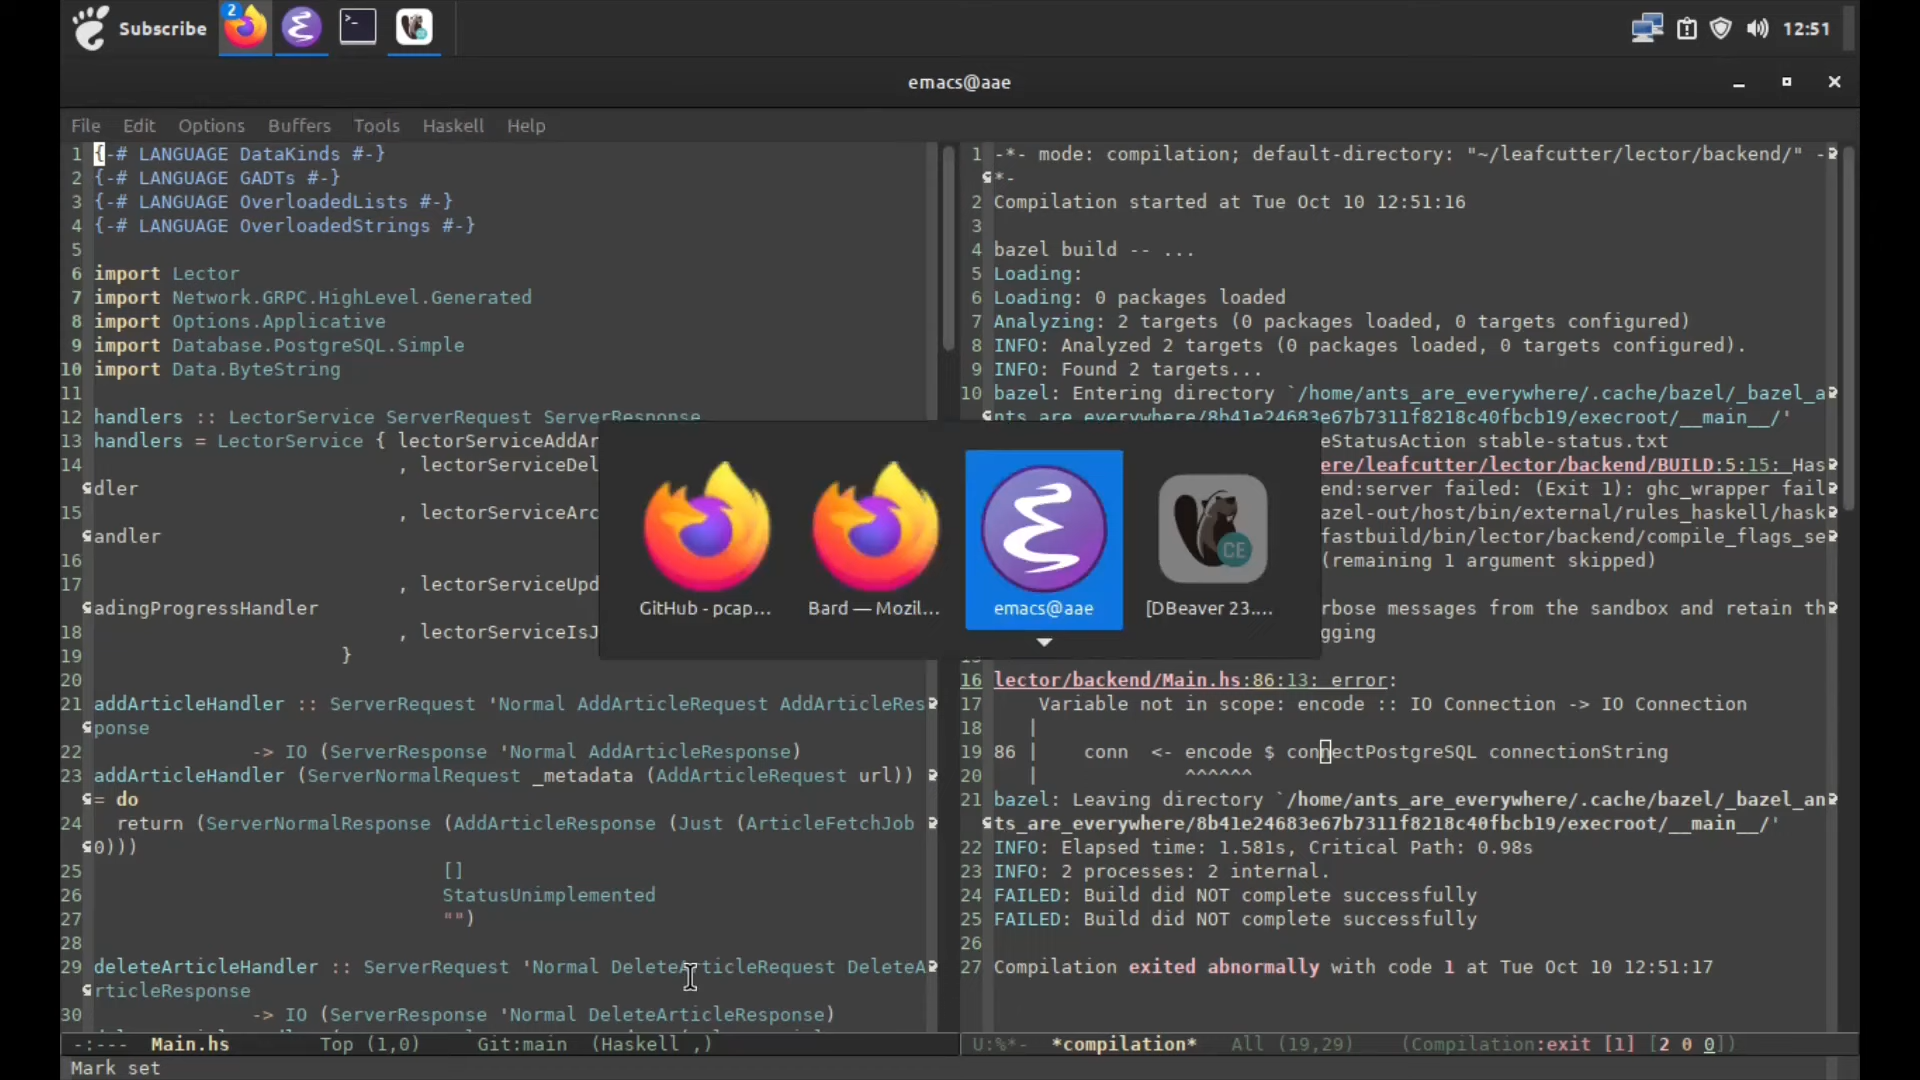 Subscribe
2
12:51
emacs@aae
File Edit Options Buffers Tools Haskell Help
1 {-# LANGUAGE DataKinds #-}
2 {-# LANGUAGE GADTs #-}
3 {-# LANGUAGE OverloadedLists #-}
4 {-# LANGUAGE OverloadedStrings #-}
5
6 import Lector
7 import Network.GRPC.HighLevel.Generated
8 import Options.Applicative
9 import Database.PostgreSQL.Simple
10 import Data.ByteString
11
12 handlers :: LectorService ServerRequest ServerResponse
13 handlers = LectorService { lectorServiceAddAr
14 , lectorServiceDel
dler
15 , lectorServiceArc
andler
16
17 , lectorServiceUpd
adingProgressHandler
18 , lectorServiceIsJ
19 }
20
21 addArticleHandler :: ServerRequest 'Normal AddArticleRequest AddArticleRes
ponse
22 -> IO (ServerResponse 'Normal AddArticleResponse)
23 addArticleHandler (ServerNormalRequest _metadata (AddArticleRequest url))
= do
24 return (ServerNormalResponse (AddArticleResponse (Just (ArticleFetchJob
0)))
25 []
26 StatusUnimplemented
27 "")
28
29 deleteArticleHandler :: ServerRequest 'Normal DeleteArticleRequest DeleteA
rticleResponse
30 -> IO (ServerResponse 'Normal DeleteArticleResponse)
-:--- Main.hs Top (1,0) Git:main (Haskell ,)
Mark set
1 -*- mode: compilation; default-directory: "~/leafcutter/lector/backend/" -
*-
2 Compilation started at Tue Oct 10 12:51:16
3
4 bazel build -- ...
5 Loading:
6 Loading: 0 packages loaded
7 Analyzing: 2 targets (0 packages loaded, 0 targets configured)
8 INFO: Analyzed 2 targets (0 packages loaded, 0 targets configured).
9 INFO: Found 2 targets...
10 bazel: Entering directory `/home/ants_are_everywhere/.cache/bazel/_bazel_a
nts_are_everywhere/8b41e24683e67b7311f8218c40fbcb19/execroot/__main__/'
eStatusAction stable-status.txt
ere/leafcutter/lector/backend/BUILD:5:15: Has
end:server failed: (Exit 1): ghc_wrapper fail
azel-out/host/bin/external/rules_haskell/hask
fastbuild/bin/lector/backend/compile_flags_se
(remaining 1 argument skipped)
rbose messages from the sandbox and retain th
gging
16 lector/backend/Main.hs:86:13: error:
17 Variable not in scope: encode :: IO Connection -> IO Connection
18 |
19 86 | conn <- encode $ connectPostgreSQL connectionString
20 | ^^^^^^
21 bazel: Leaving directory `/home/ants_are_everywhere/.cache/bazel/_bazel_an
ts_are_everywhere/8b41e24683e67b7311f8218c40fbcb19/execroot/__main__/'
22 INFO: Elapsed time: 1.581s, Critical Path: 0.98s
23 INFO: 2 processes: 2 internal.
24 FAILED: Build did NOT complete successfully
25 FAILED: Build did NOT complete successfully
26
27 Compilation exited abnormally with code 1 at Tue Oct 10 12:51:17
U:%*- *compilation* All (19,29) (Compilation:exit [1] [2 0 0])
GitHub - pcap... Bard — Mozil... emacs@aae [DBeaver 23....
CE